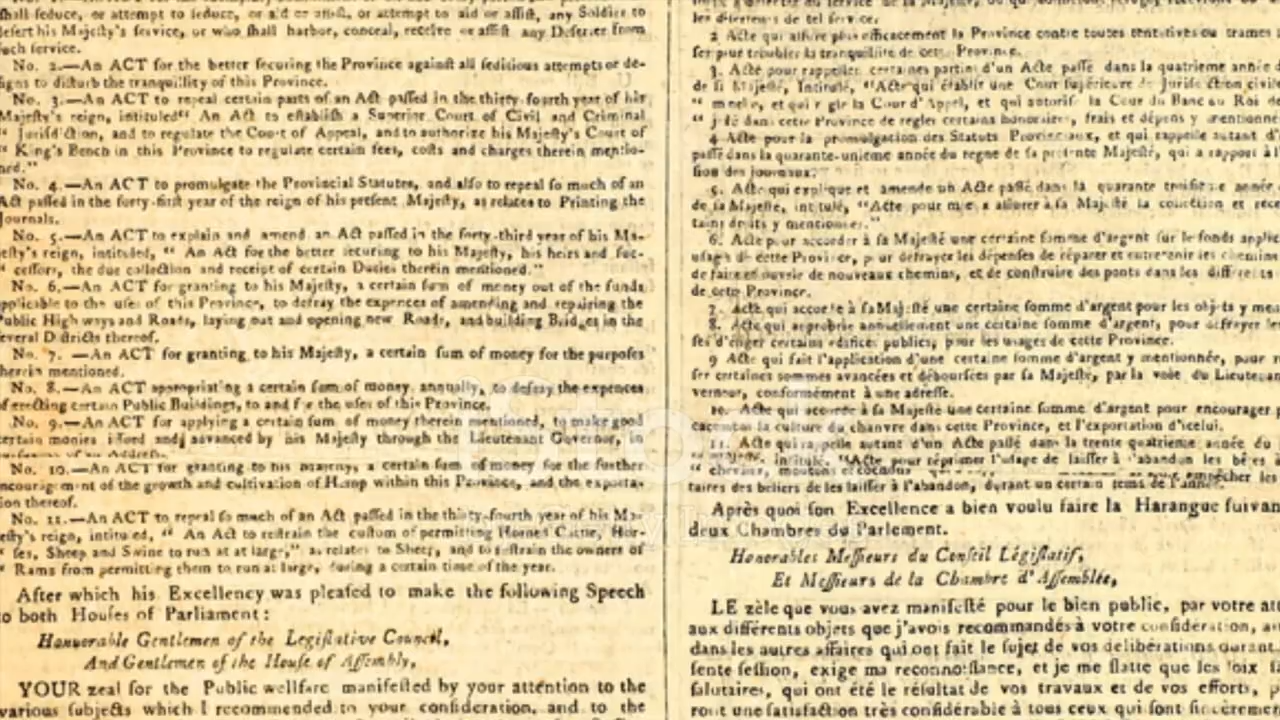 shall seduce, or attempt to seduce, or aid or assist, or attempt to aid or assist, any Soldier to
desert his Majesty's service, or who shall harbor, conceal, receive or assist any Deserter from
such service.
No. 2.—An ACT for the better securing the Province against all seditious attempts or de-
signs to disturb the tranquillity of this Province.
No. 3.—An ACT to repeal certain parts of an Act passed in the thirty-fourth year of his
Majesty's reign, intituled "An Act to establish a Superior Court of Civil and Criminal
" Jurisdiction, and to regulate the Court of Appeal, and to authorize his Majesty's Court of
" King's Bench in this Province to regulate certain fees, costs and charges therein mentio-
ned."
No. 4.—An ACT to promulgate the Provincial Statutes, and also to repeal so much of an
Act passed in the forty-first year of the reign of his present Majesty, as relates to Printing the
Journals.
No. 5.—An ACT to explain and amend an Act passed in the forty-third year of his Ma-
jesty's reign, intituled, " An Act for the better securing to his Majesty, his heirs and suc-
" cessors, the due collection and receipt of certain Duties therein mentioned."
No. 6.—An ACT for granting to his Majesty, a certain sum of money out of the funds
applicable to the uses of this Province, to defray the expences of amending and repairing the
Public High ways and Roads, laying out and opening new Roads, and building Bridges in the
several Districts thereof.
No. 7. —An ACT for granting to his Majesty, a certain sum of money for the purposes
therein mentioned.
No. 8.—An ACT appropriating a certain sum of money annually, to defray the expences
of erecting certain Public Buildings, to and for the uses of this Province.
No. 9.—An ACT for applying a certain sum of money therein mentioned, to make good
certain monies issued and advanced by his Majesty through the Lieutenant Governor, in
of an Address.
No. 10.—An ACT for granting to his majesty, a certain sum of money for the further
encouragement of the growth and cultivation of Hemp within this Province, and the exporta-
tion thereof.
No. 11.—An ACT to repeal so much of an Act passed in the thirty-fourth year of his Ma-
jesty's reign, intituled, " An Act to restrain the custom of permitting Horned Cattle, Hor-
" ses, Sheep and Swine to run at at large," as relates to Sheep, and to restrain the owners of
" Rams from permitting them to run at large, during a certain time of the year.
After which his Excellency was pleased to make the following Speech
to both Houses of Parliament:
Honourable Gentlemen of the Legislative Council,
And Gentlemen of the House of Assembly,
YOUR zeal for the Public welfare manifested by your attention to the
various subjects which I recommended to your consideration, and to the
les déserteurs de tel service.
2 Acte qui assure plus efficacement la Province contre toutes tentatives ou trames
ser pour troubler la tranquillité de cette Province.
3. Acte pour rappeller certaines parties d'un Acte passé dans la quatrieme année d
de sa Majesté, Intitulé, "Acte qui établit une Cour supérieure de Jurisdiction civile
et qui régle la Cour d'Appel, et qui autorise la Cour du Banc du Roi de
dans cette Province de regler certains honoraires, frais et dépens y mentionné
4 Acte pour la promulgation des Statuts Provinciaux, et qui rappelle autant d'
passé dans la quarante-unieme année du regne de sa présente Majesté, qui a rapport à l'
sion des journaux.
5. Acte qui explique et amende un Acte passé dans la quarante troisieme année
de sa Majesté, intitulé, "Acte pour mieux assurer à sa Majesté la collection et rece
tains droits y mentionnés."
6. Acte pour accorder à sa Majesté une certaine somme d'argent sur le fonds applic
usages de cette Province, pour défrayer les dépenses de réparer et entretenir les chemins
de faire et ouvrir de nouveaux chemins, et de construire des ponts dans les différents
de cette Province.
7. Acte qui accorde à sa Majesté une certaine somme d'argent pour les objets y men
8. Acte qui approprie annuellement une certaine somme d'argent, pour défrayer les
ses d'ériger certains édifices publics, pour les usages de cette Province.
9 Acte qui fait l'application d'une certaine somme d'argent y mentionnée, pour r
ser certaines sommes avancées et déboursées par sa Majesté, par la voie du Lieutenan
verneur, conformément à une adresse.
10. Acte qui accorde à sa Majesté une certaine somme d'argent pour encourager
la culture du chanvre dans cette Province, et l'exportation d'icelui.
11. Acte qui rappelle autant d'un Acte passé dans la trente quatrieme année du
intitulé, "Acte pour réprimer l'usage de laisser à l'abandon les bêtes à
" chevaux, moutons et cochons empêcher les
taires des beliers de les laisser à l'abandon, durant un certain tems de l'année.
Après quoi son Excellence a bien voulu faire la Harangue suivan
deux Chambres du Parlement.
Honorables Messieurs du Conseil Législatif,
Et Messieurs de la Chambre d'Assemblée,
LE zèle que vous avez manifesté pour le bien public, par votre att
aux différents objets que j'avois recommandés à votre considération, au
dans les autres affaires qui ont fait le sujet de vos délibérations durant
sente session, exige ma reconnoissance, et je me flatte que les loix sa
salutaires, qui ont été le résultat de vos travaux et de vos efforts, p
ront une satisfaction très considérable à tous ceux qui sont sincèremen